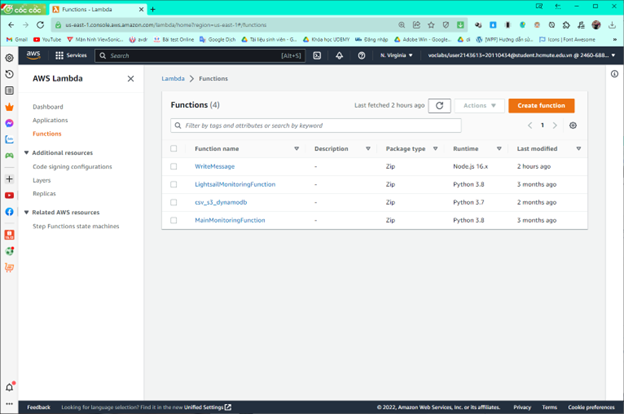 CỐC CỐC
Functions - Lambda
us-east-1.console.aws.amazon.com/lambda/home?region=us-east-1#/functions
Gmail YouTube Màn hình ViewSonic... Bài test Online Google Dịch Tài liệu sinh viên - G... Khóa học UDEMY Đăng nhập Adobe Win - Google... Icons | Font Awesome
aws Services Search [Alt+S] N. Virginia voclabs/user2143613=20110434@student.hcmute.edu.vn @ 2460-688...
AWS Lambda
Dashboard
Applications
Functions
Additional resources
Code signing configurations
Layers
Replicas
Related AWS resources
Step Functions state machines
Lambda Functions
Functions (4) Last fetched 2 hours ago Actions Create function
Filter by tags and attributes or search by keyword 1
Function name Description Package type Runtime Last modified
WriteMessage - Zip Node.js 16.x 2 hours ago
LightsailMonitoringFunction - Zip Python 3.8 3 months ago
csv_s3_dynamodb - Zip Python 3.7 2 months ago
MainMonitoringFunction - Zip Python 3.8 3 months ago
Feedback Looking for language selection? Find it in the new Unified Settings © 2022, Amazon Web Services, Inc. or its affiliates. Privacy Terms Cookie preferences